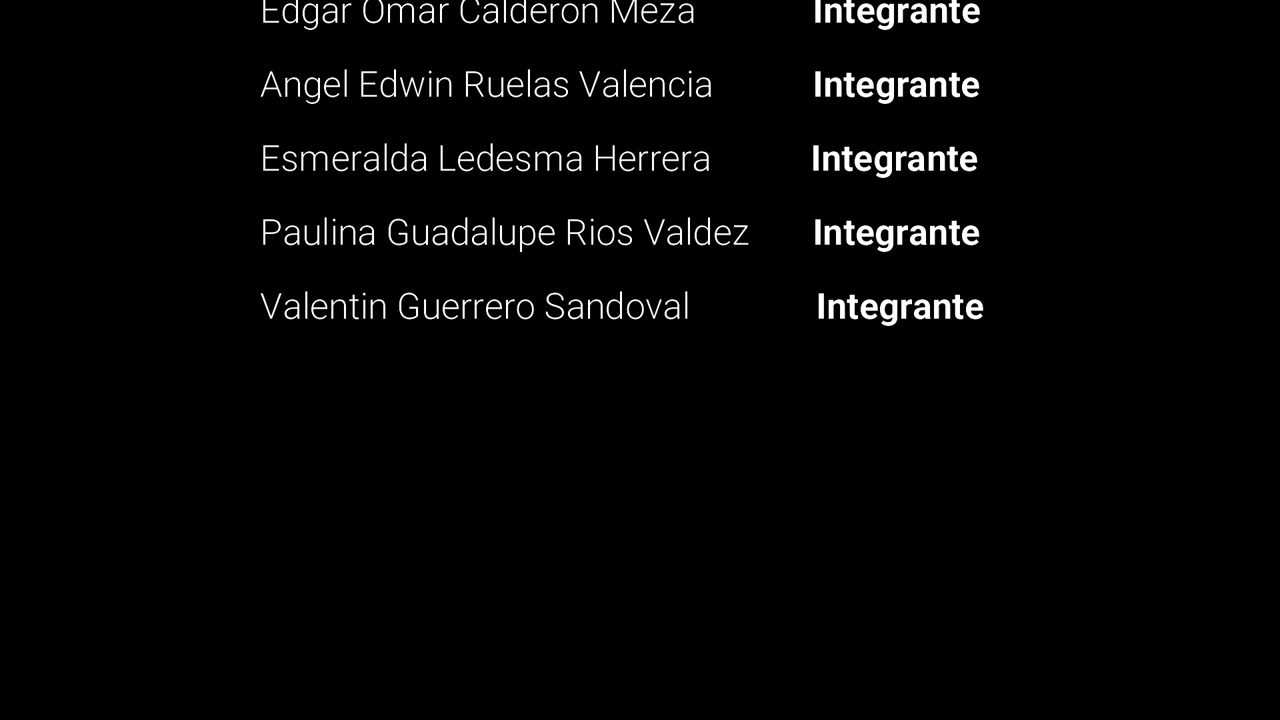 Edgar Omar Calderon Meza Integrante
Angel Edwin Ruelas Valencia Integrante
Esmeralda Ledesma Herrera Integrante
Paulina Guadalupe Rios Valdez Integrante
Valentin Guerrero Sandoval Integrante